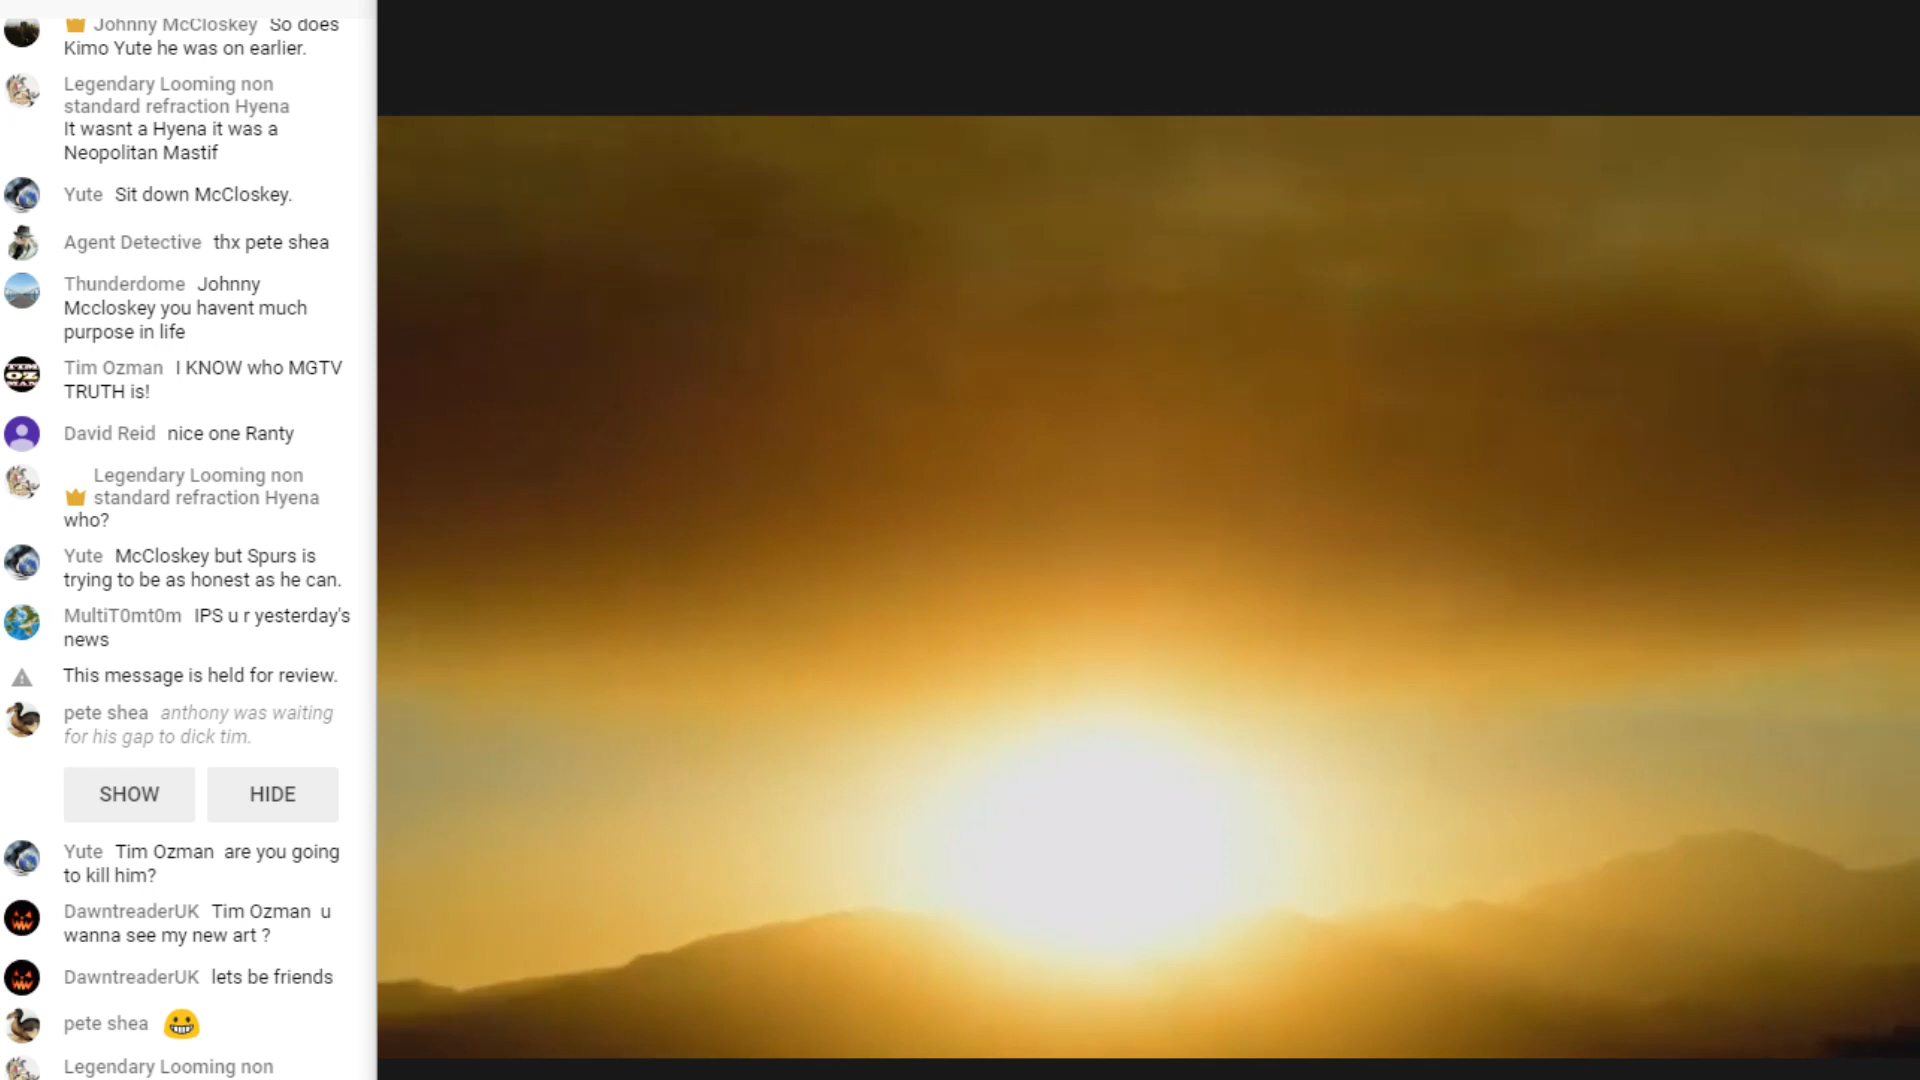 Johnny McCloskey So does
Kimo Yute he was on earlier.
Legendary Looming non
standard refraction Hyena
It wasnt a Hyena it was a
Neopolitan Mastif
Yute Sit down McCloskey.
Agent Detective thx pete shea
Thunderdome Johnny
Mccloskey you havent much
purpose in life
TIM
OZ
MAN
Tim Ozman I KNOW who MGTV
TRUTH is!
David Reid nice one Ranty
Legendary Looming non
standard refraction Hyena
who?
Yute McCloskey but Spurs is
trying to be as honest as he can.
MultiT0mt0m IPS u r yesterday's
news
This message is held for review.
pete shea anthony was waiting
for his gap to dick tim.
SHOW HIDE
Yute Tim Ozman are you going
to kill him?
DawntreaderUK Tim Ozman u
wanna see my new art ?
DawntreaderUK lets be friends
pete shea
Legendary Looming non